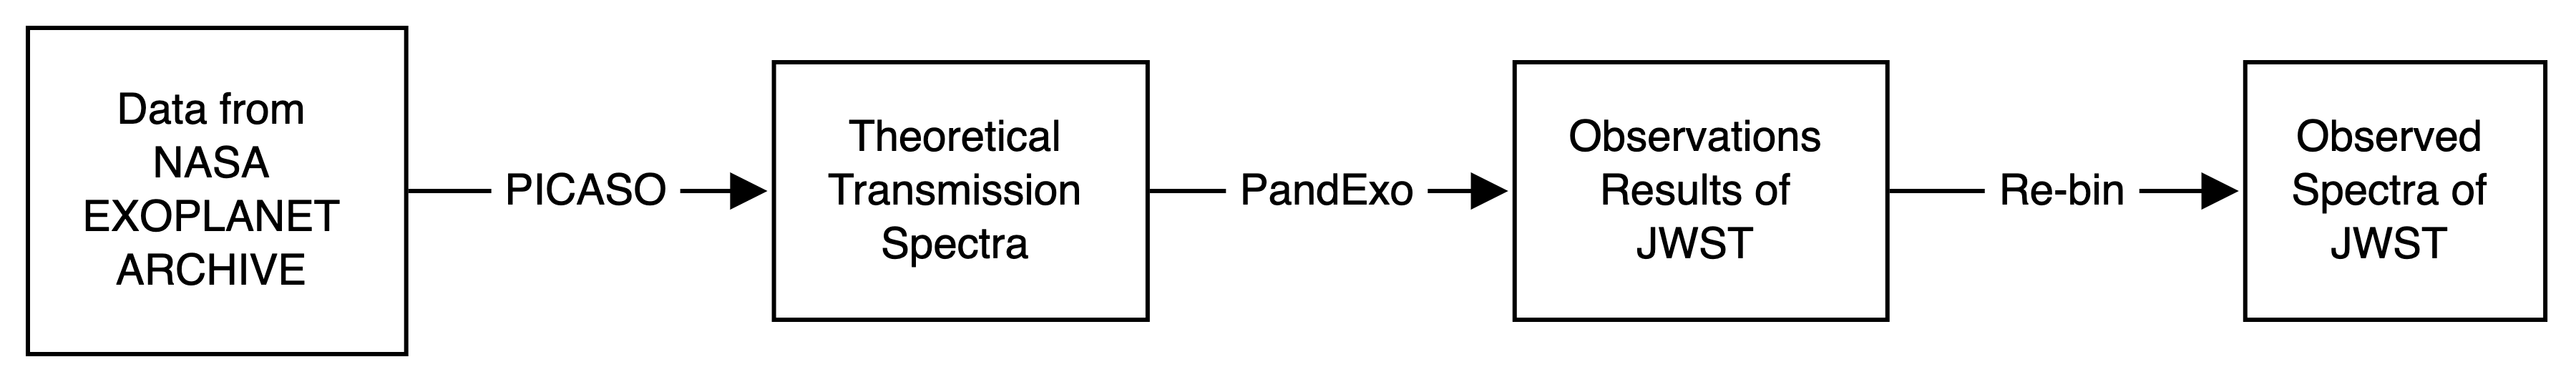 Data from
NASA
EXOPLANET
ARCHIVE
PICASO
Theoretical
Transmission
Spectra
PandExo
Observations
Results of
JWST
Re-bin
Observed
Spectra of
JWST